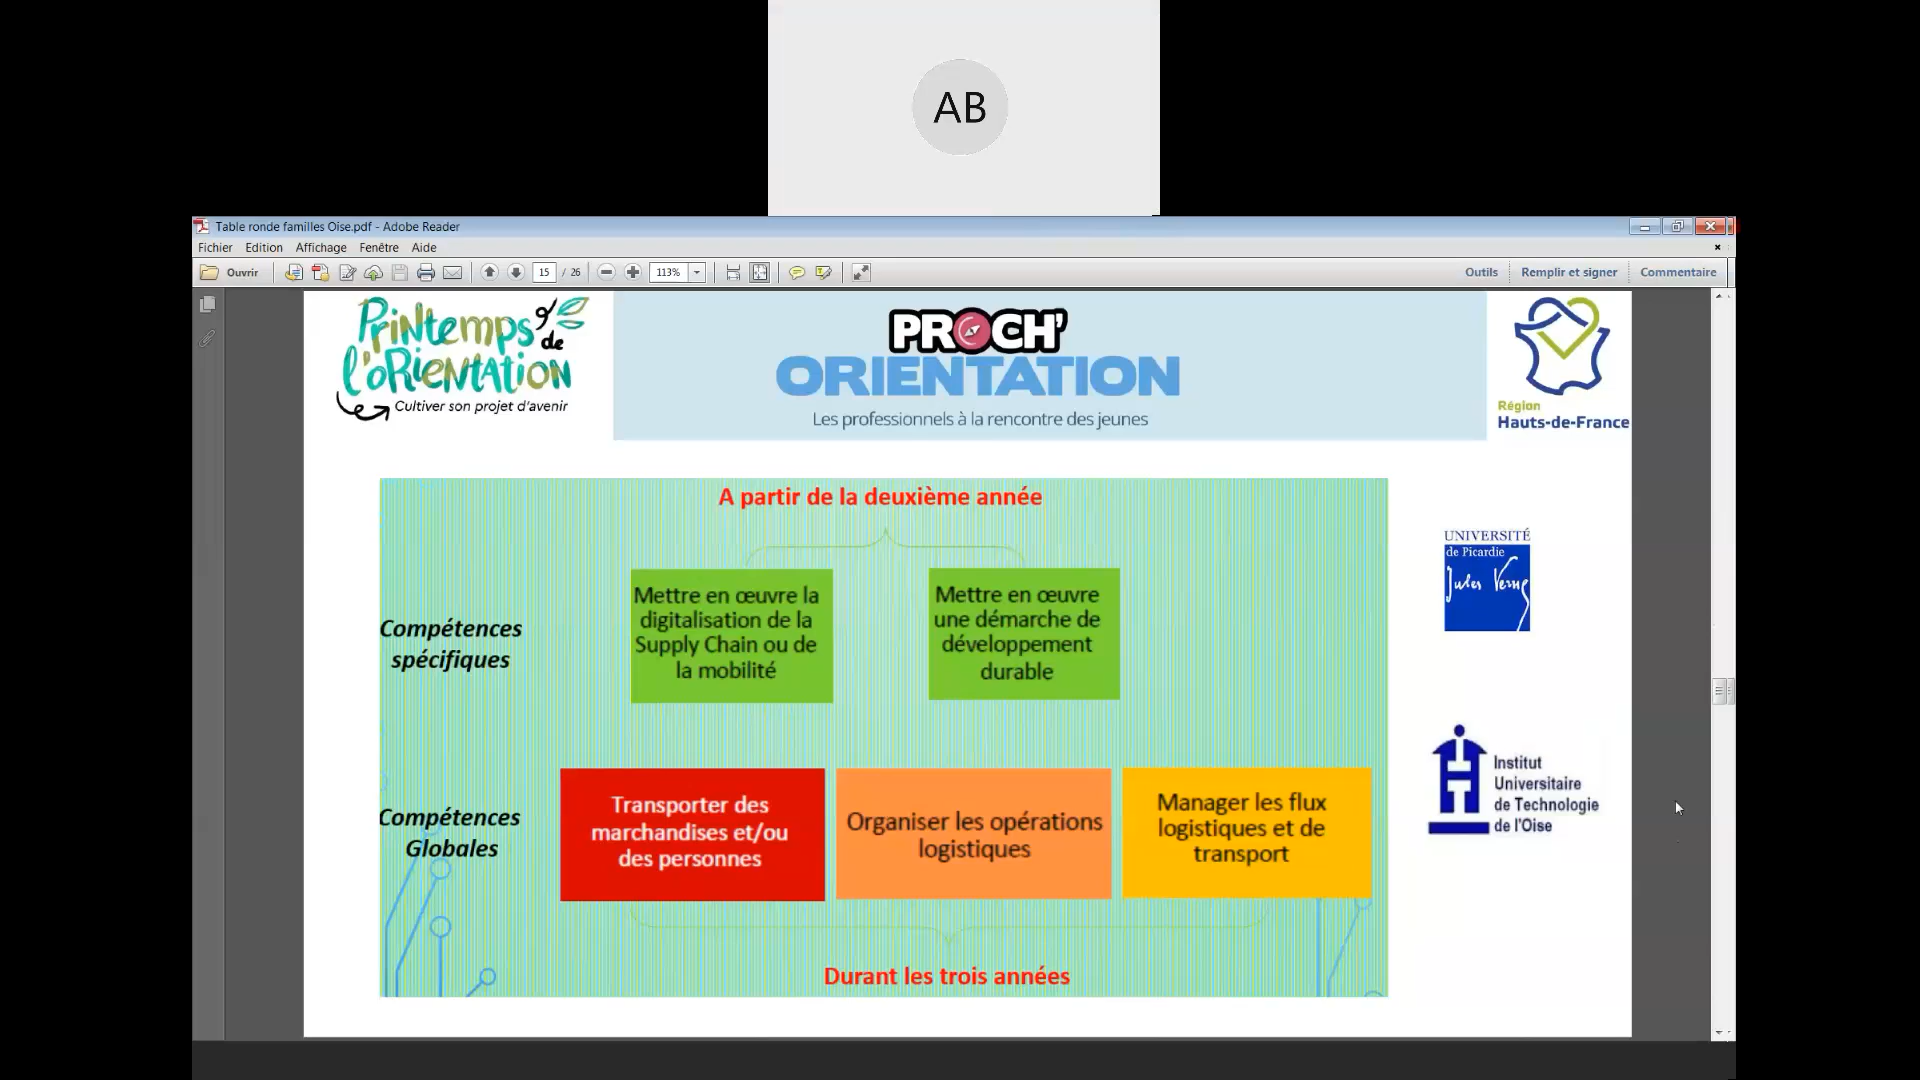 AB
Table ronde familles Oise.pdf - Adobe Reader
Fichier Edition Affichage Fenêtre Aide
Ouvrir 15 / 26 113% Outils Remplir et signer Commentaire
Printemps
de
l'ORiENTATiON
Cultiver son projet d'avenir
PROCH'
ORIENTATION
Les professionnels à la rencontre des jeunes
Région
Hauts-de-France
A partir de la deuxième année
Compétences
spécifiques
Mettre en œuvre la
digitalisation de la
Supply Chain ou de
la mobilité
Mettre en œuvre
une démarche de
développement
durable
UNIVERSITÉ
de Picardie
Jules Verne
Compétences
Globales
Transporter des
marchandises et/ou
des personnes
Organiser les opérations
logistiques
Manager les flux
logistiques et de
transport
Institut
Universitaire
de Technologie
de l'Oise
Durant les trois années